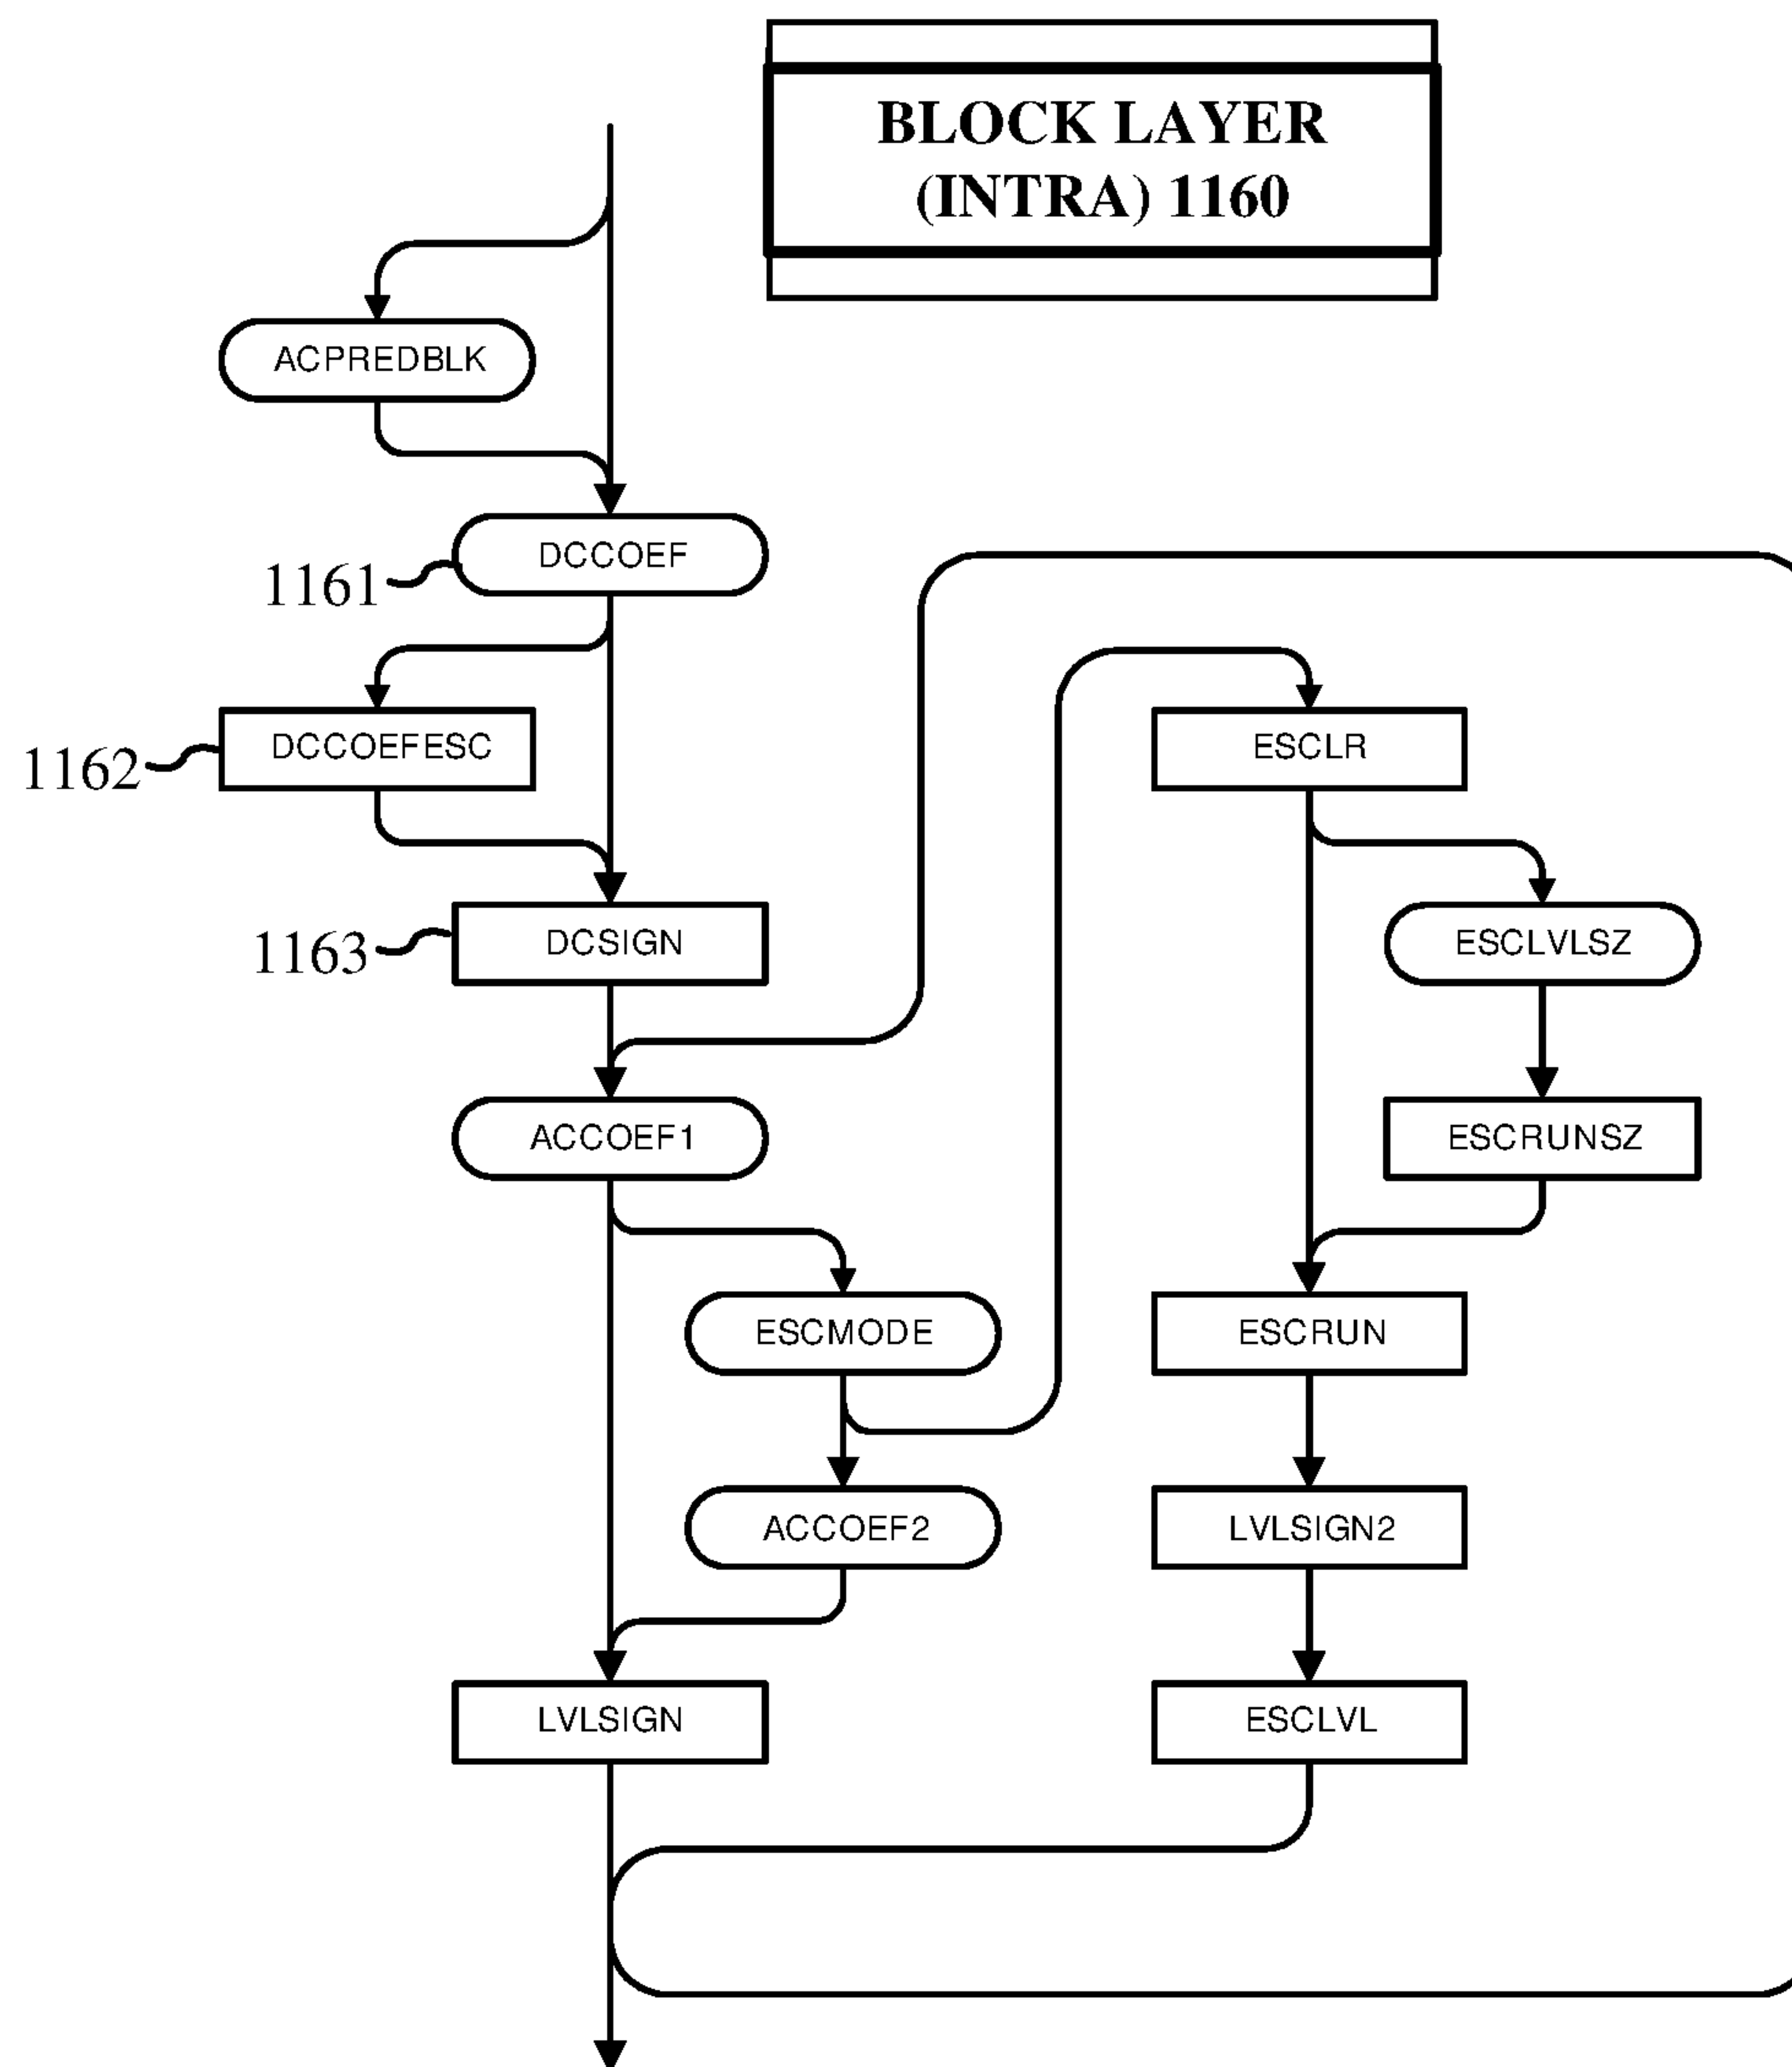 BLOCK LAYER
(INTRA) 1160
ACPREDBLK
DCCOEF
1161
DCCOEFESC
1162
DCSIGN
1163
ACCOEF1
ESCMODE
ACCOEF2
LVLSIGN
ESCLR
ESCLVLSZ
ESCRUNSZ
ESCRUN
LVLSIGN2
ESCLVL